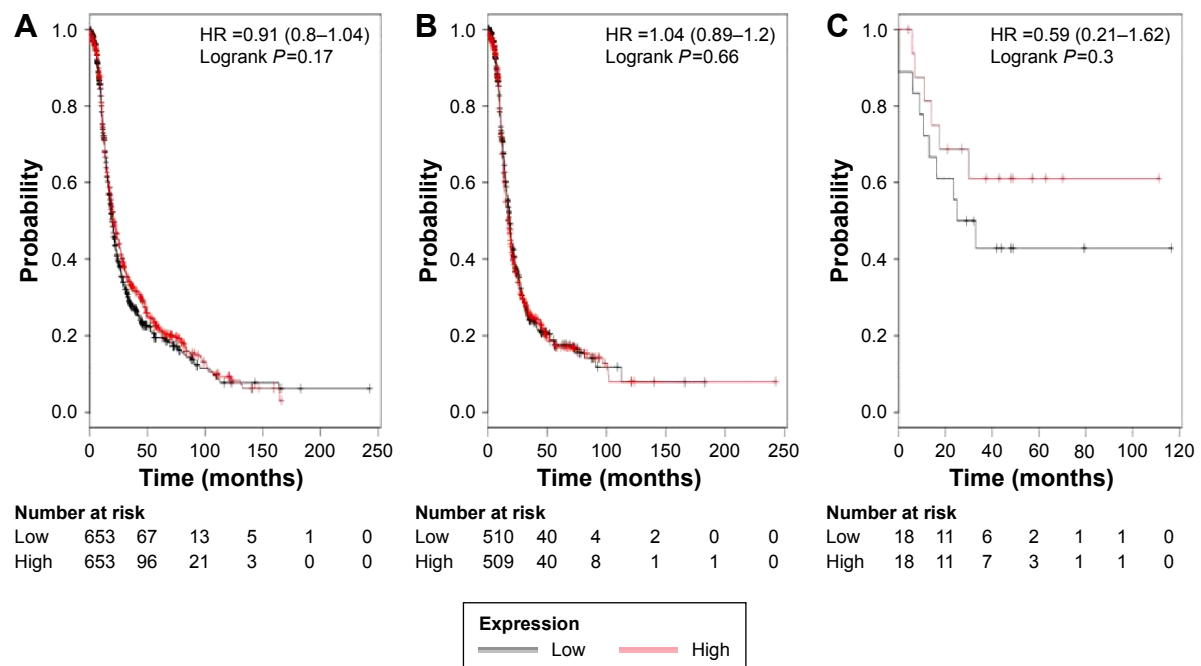 A
HR =0.91 (0.8–1.04)
Logrank P=0.17
1.0
0.8
0.6
0.4
0.2
0.0
Probability
0 50 100 150 200 250
Time (months)
Number at risk
Low 653 67 13 5 1 0
High 653 96 21 3 0 0
B
HR =1.04 (0.89–1.2)
Logrank P=0.66
1.0
0.8
0.6
0.4
0.2
0.0
Probability
0 50 100 150 200 250
Time (months)
Number at risk
Low 510 40 4 2 0 0
High 509 40 8 1 1 0
C
HR =0.59 (0.21–1.62)
Logrank P=0.3
1.0
0.8
0.6
0.4
0.2
0.0
Probability
0 20 40 60 80 100 120
Time (months)
Number at risk
Low 18 11 6 2 1 1 0
High 18 11 7 3 1 1 0
Expression
Low High